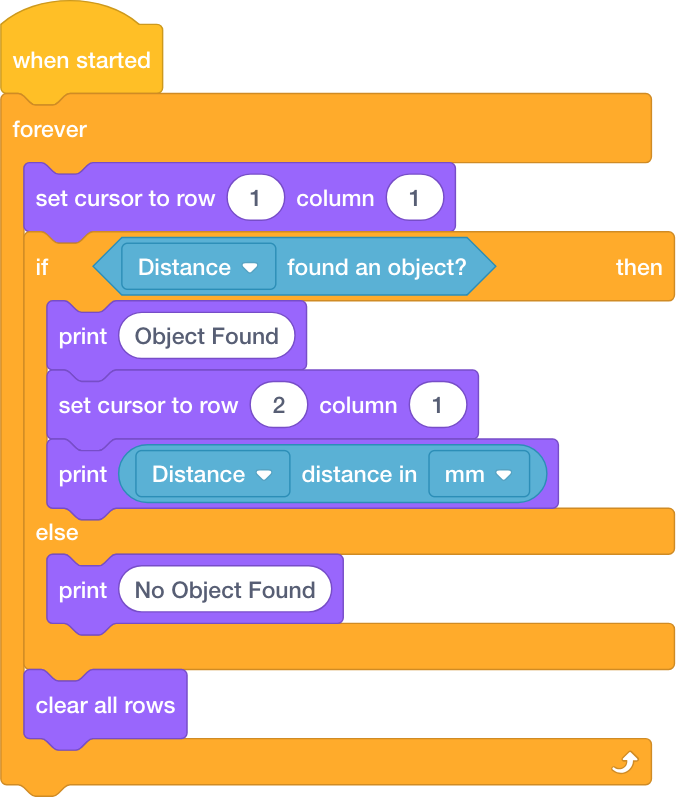 when started
forever
set cursor to row 1 column 1
if Distance found an object? then
print Object Found
set cursor to row 2 column 1
print Distance distance in mm
else
print No Object Found
clear all rows